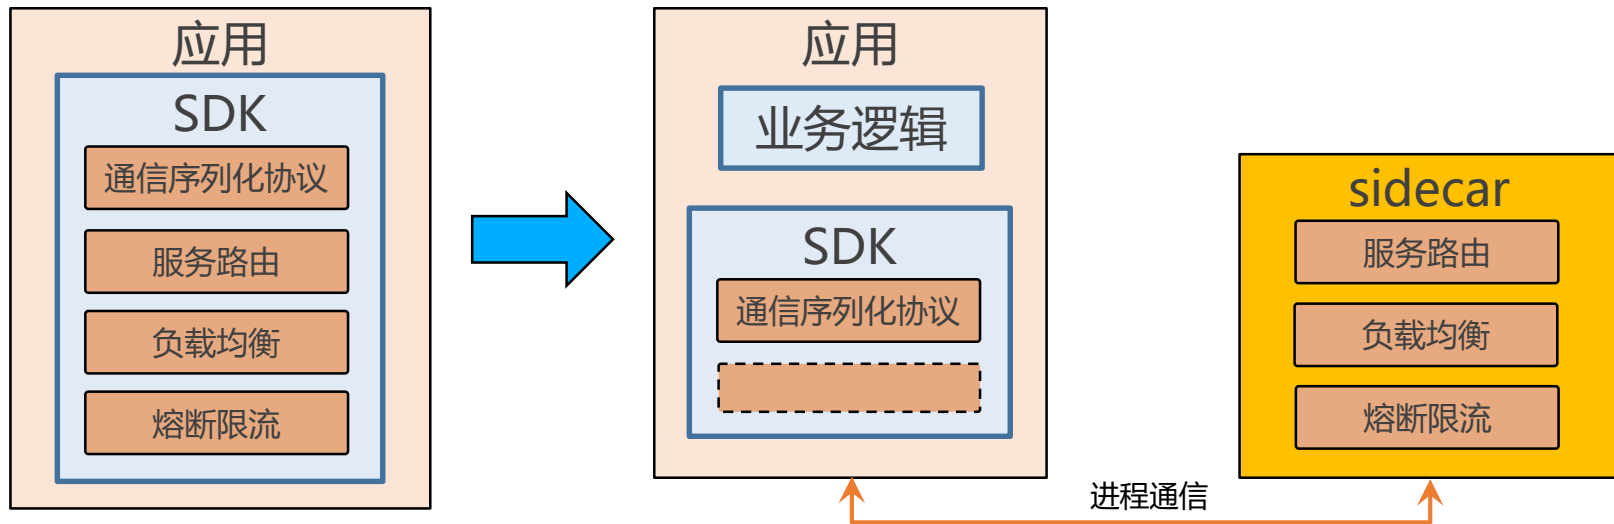 应用
SDK
通信序列化协议
服务路由
负载均衡
熔断限流
应用
业务逻辑
SDK
通信序列化协议
sidecar
服务路由
负载均衡
熔断限流
进程通信